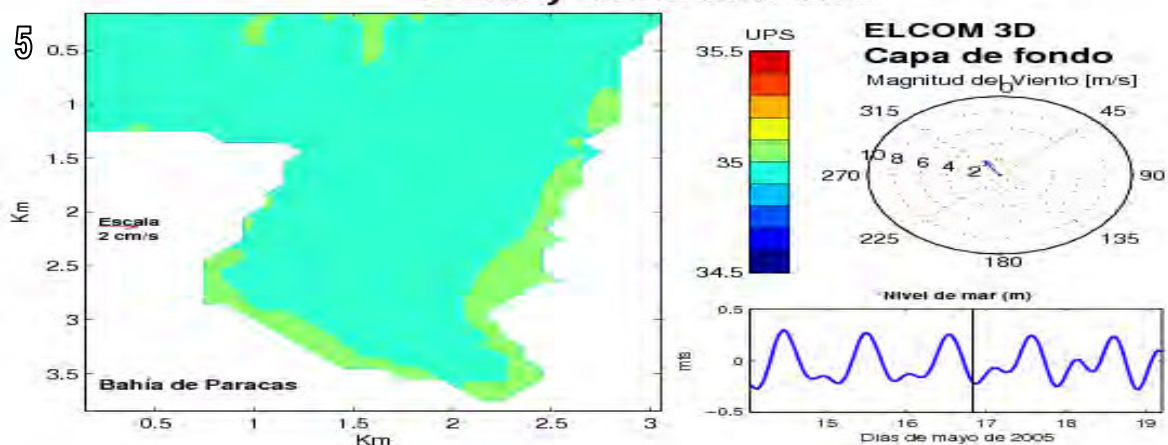 5
ELCOM 3D
Capa de fondo
Magnitud del Viento [m/s]
UPS
35.5
35
34.5
0
45
90
135
180
225
270
315
10 8 6 4 2
0.5
1
1.5
2
2.5
3
3.5
Km
Escala
2 cm/s
Bahía de Paracas
0.5 1 1.5 2 2.5 3
Km
Nivel de mar (m)
0.5
0
-0.5
mts
15 16 17 18 19
Días de mayo de 2005